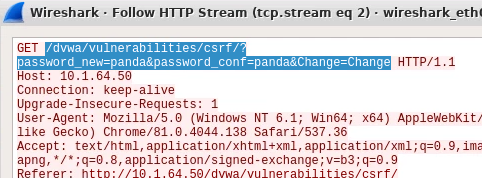 Wireshark · Follow HTTP Stream (tcp.stream eq 2) · wireshark_eth
GET /dvwa/vulnerabilities/csrf/?
password_new=panda&password_conf=panda&Change=Change HTTP/1.1
Host: 10.1.64.50
Connection: keep-alive
Upgrade-Insecure-Requests: 1
User-Agent: Mozilla/5.0 (Windows NT 6.1; Win64; x64) AppleWebKit/
like Gecko) Chrome/81.0.4044.138 Safari/537.36
Accept: text/html,application/xhtml+xml,application/xml;q=0.9,ima
apng,*/*;q=0.8,application/signed-exchange;v=b3;q=0.9
Referer: http://10.1.64.50/dvwa/vulnerabilities/csrf/